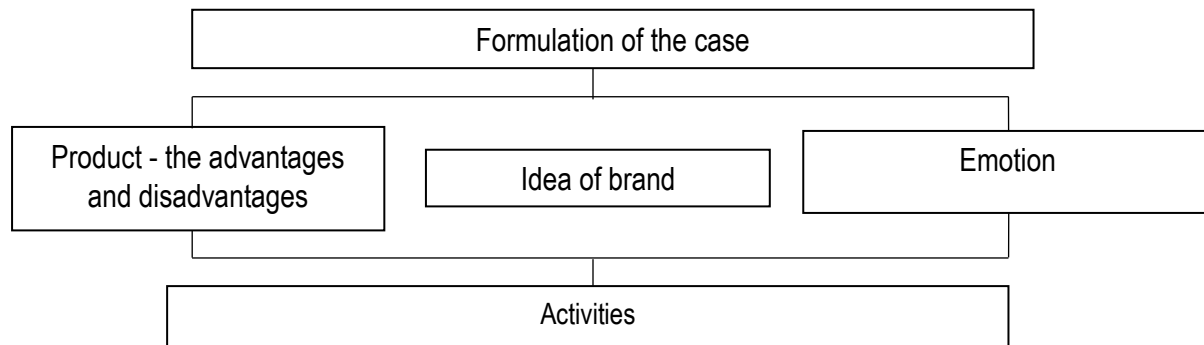 Formulation of the case
Product - the advantages
and disadvantages
Idea of brand
Emotion
Activities